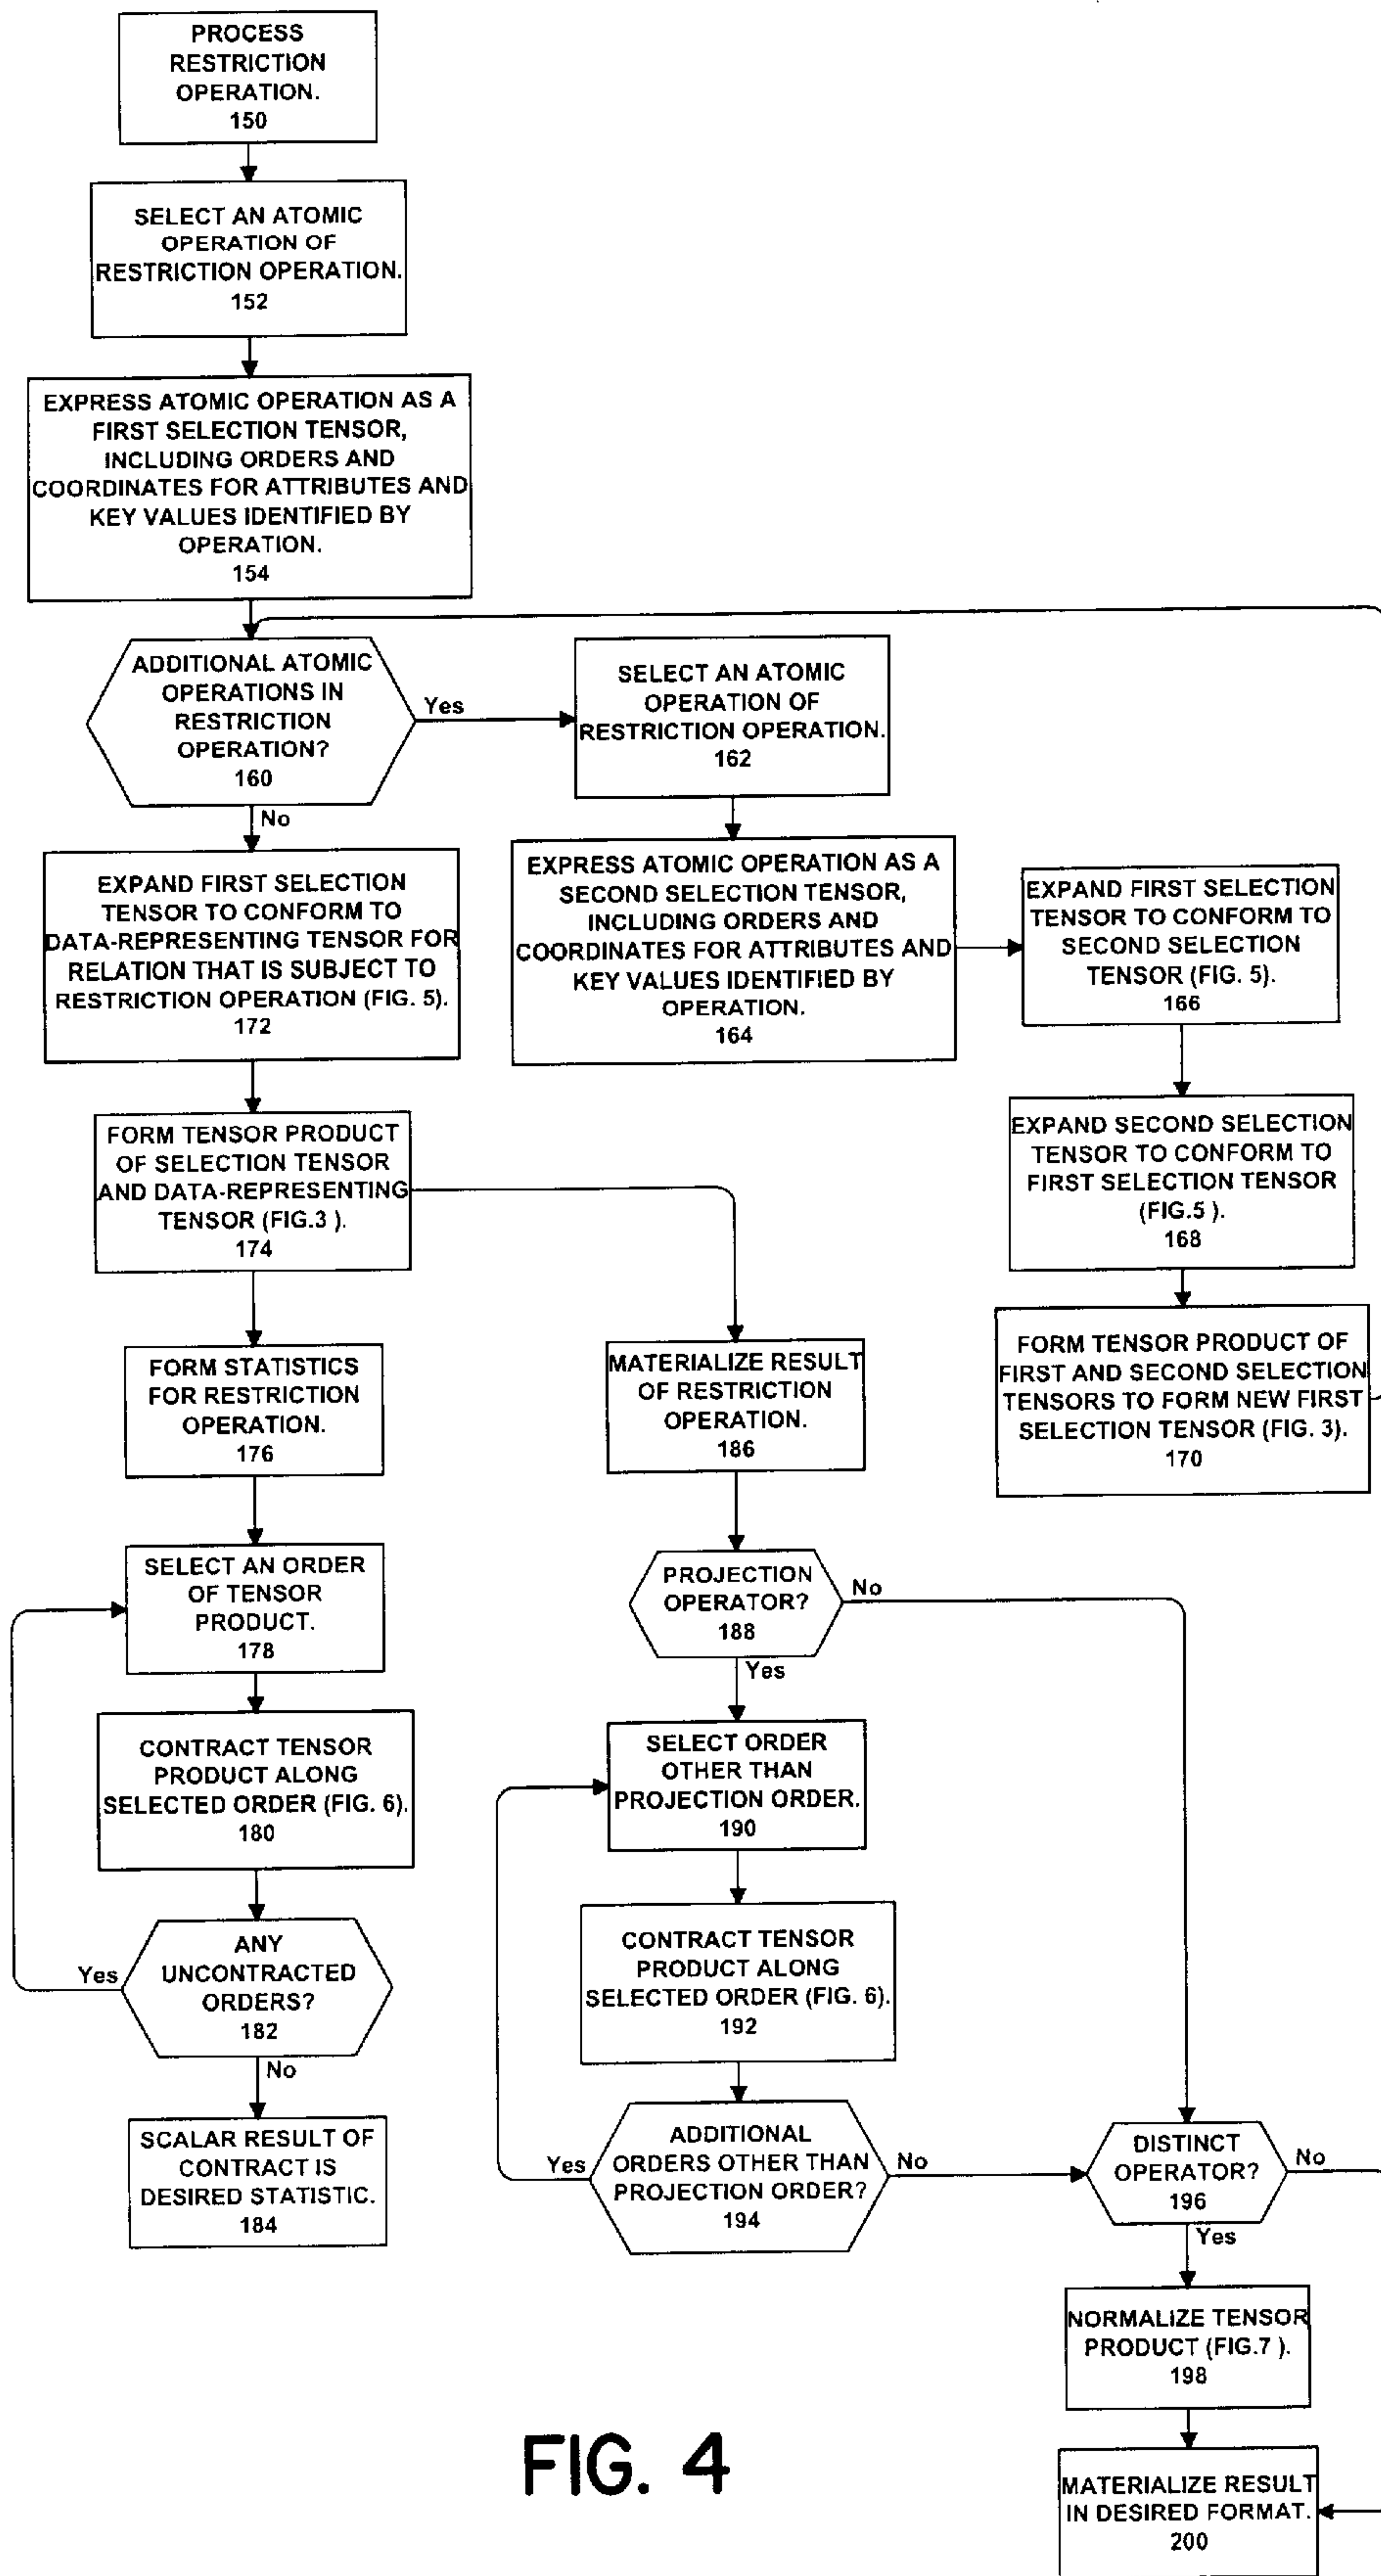 PROCESS
RESTRICTION
OPERATION.
150
SELECT AN ATOMIC
OPERATION OF
RESTRICTION OPERATION.
152
EXPRESS ATOMIC OPERATION AS A
FIRST SELECTION TENSOR,
INCLUDING ORDERS AND
COORDINATES FOR ATTRIBUTES AND
KEY VALUES IDENTIFIED BY
OPERATION.
154
ADDITIONAL ATOMIC
OPERATIONS IN
RESTRICTION
OPERATION?
160
Yes
No
SELECT AN ATOMIC
OPERATION OF
RESTRICTION OPERATION.
162
EXPRESS ATOMIC OPERATION AS A
SECOND SELECTION TENSOR,
INCLUDING ORDERS AND
COORDINATES FOR ATTRIBUTES AND
KEY VALUES IDENTIFIED BY
OPERATION.
164
EXPAND FIRST SELECTION
TENSOR TO CONFORM TO
SECOND SELECTION
TENSOR (FIG. 5).
166
EXPAND SECOND SELECTION
TENSOR TO CONFORM TO
FIRST SELECTION TENSOR
(FIG.5 ).
168
FORM TENSOR PRODUCT OF
FIRST AND SECOND SELECTION
TENSORS TO FORM NEW FIRST
SELECTION TENSOR (FIG. 3).
170
EXPAND FIRST SELECTION
TENSOR TO CONFORM TO
DATA-REPRESENTING TENSOR FOR
RELATION THAT IS SUBJECT TO
RESTRICTION OPERATION (FIG. 5).
172
FORM TENSOR PRODUCT
OF SELECTION TENSOR
AND DATA-REPRESENTING
TENSOR (FIG.3 ).
174
FORM STATISTICS
FOR RESTRICTION
OPERATION.
176
SELECT AN ORDER
OF TENSOR
PRODUCT.
178
CONTRACT TENSOR
PRODUCT ALONG
SELECTED ORDER (FIG. 6).
180
ANY
UNCONTRACTED
ORDERS?
182
Yes
No
SCALAR RESULT OF
CONTRACT IS
DESIRED STATISTIC.
184
MATERIALIZE RESULT
OF RESTRICTION
OPERATION.
186
PROJECTION
OPERATOR?
188
No
Yes
SELECT ORDER
OTHER THAN
PROJECTION ORDER.
190
CONTRACT TENSOR
PRODUCT ALONG
SELECTED ORDER (FIG. 6).
192
ADDITIONAL
ORDERS OTHER THAN
PROJECTION ORDER?
194
Yes
No
DISTINCT
OPERATOR?
196
No
Yes
NORMALIZE TENSOR
PRODUCT (FIG.7 ).
198
MATERIALIZE RESULT
IN DESIRED FORMAT.
200
FIG. 4